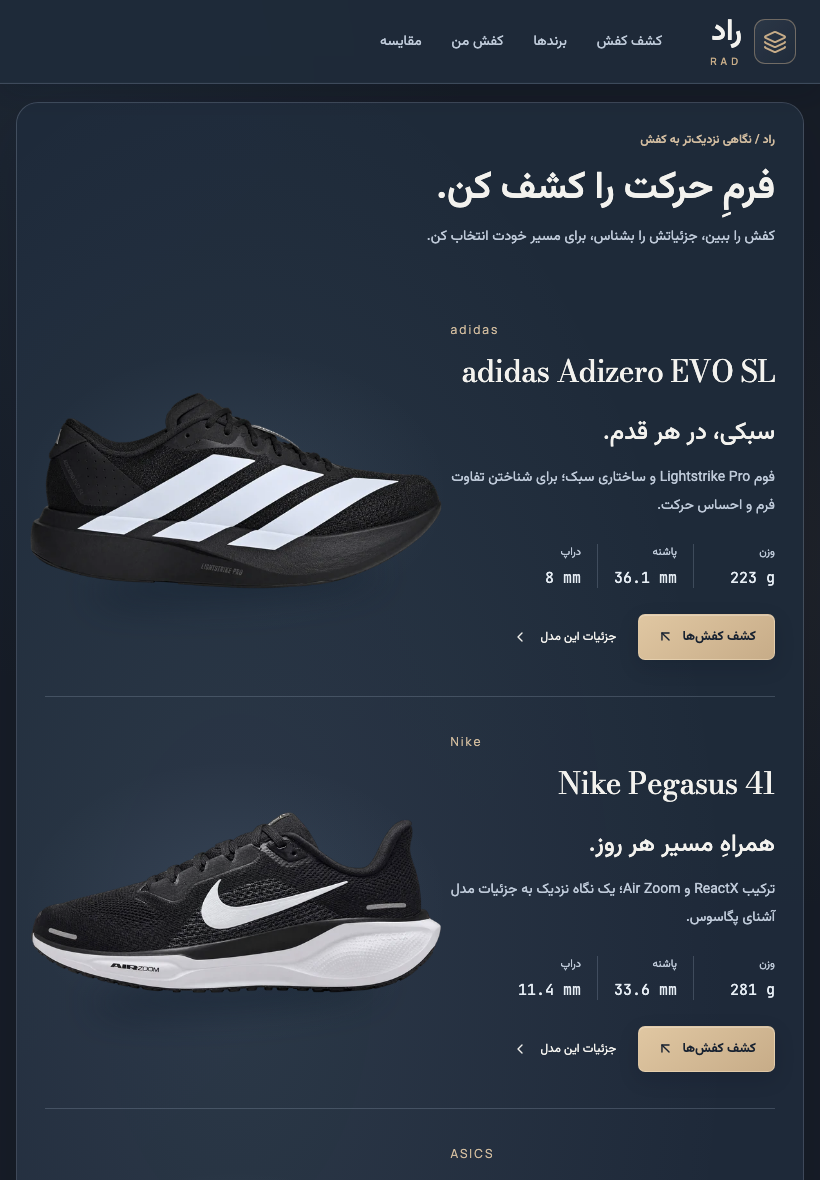 راد
RAD
کشف کفش
برندها
کفش من
مقایسه
راد / نگاهی نزدیک‌تر به کفش
فرمِ حرکت را کشف کن.
کفش را ببین، جزئیاتش را بشناس، برای مسیر خودت انتخاب کن.
adidas
adidas Adizero EVO SL
سبکی، در هر قدم.
فوم Lightstrike Pro و ساختاری سبک؛ برای شناختن تفاوت
فرم و احساس حرکت.
وزن
223 g
پاشنه
36.1 mm
دراپ
8 mm
کشف کفش‌ها
جزئیات این مدل
LIGHTSTRIKE PRO
Nike
Nike Pegasus 41
همراهِ مسیر هر روز.
ترکیب ReactX و Air Zoom؛ یک نگاه نزدیک به جزئیات مدل
آشنای پگاسوس.
وزن
281 g
پاشنه
33.6 mm
دراپ
11.4 mm
کشف کفش‌ها
جزئیات این مدل
AIRZOOM
ASICS